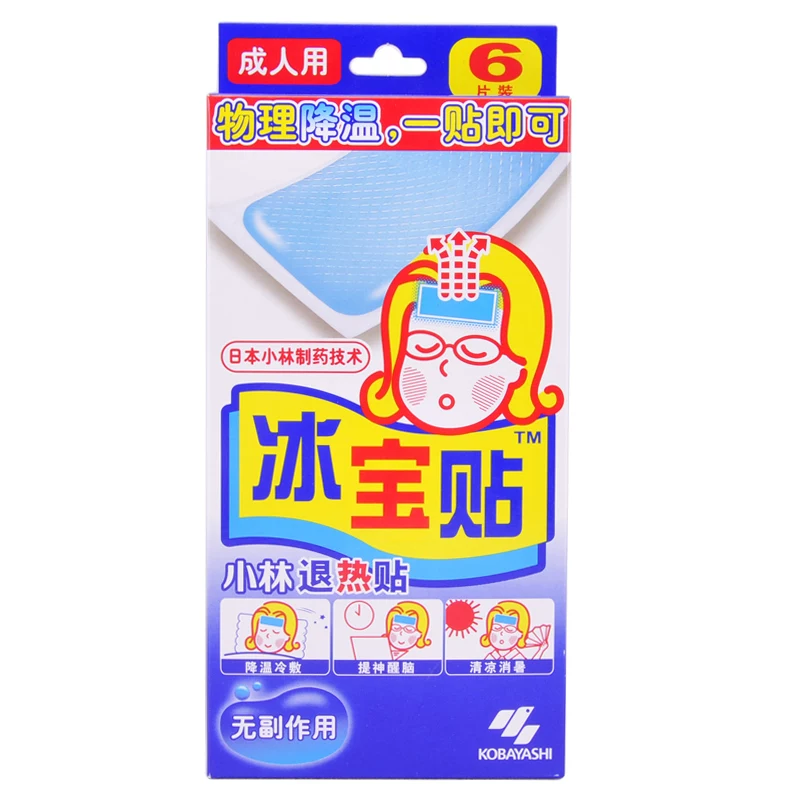 成人用
6
片装
物理降温,一贴即可
日本小林制药技术
冰宝贴
TM
小林退热贴
降温冷敷
提神醒脑
清凉消暑
无副作用
KOBAYASHI